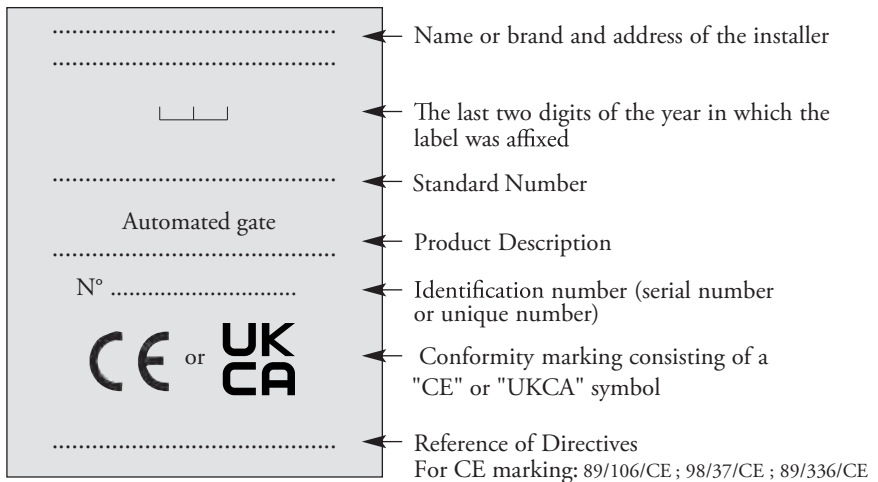 Name or brand and address of the installer
The last two digits of the year in which the
label was affixed
Standard Number
Automated gate
Product Description
N° ..............................
Identification number (serial number
or unique number)
CE or UK
CA
Conformity marking consisting of a
"CE" or "UKCA" symbol
Reference of Directives
For CE marking: 89/106/CE ; 98/37/CE ; 89/336/CE